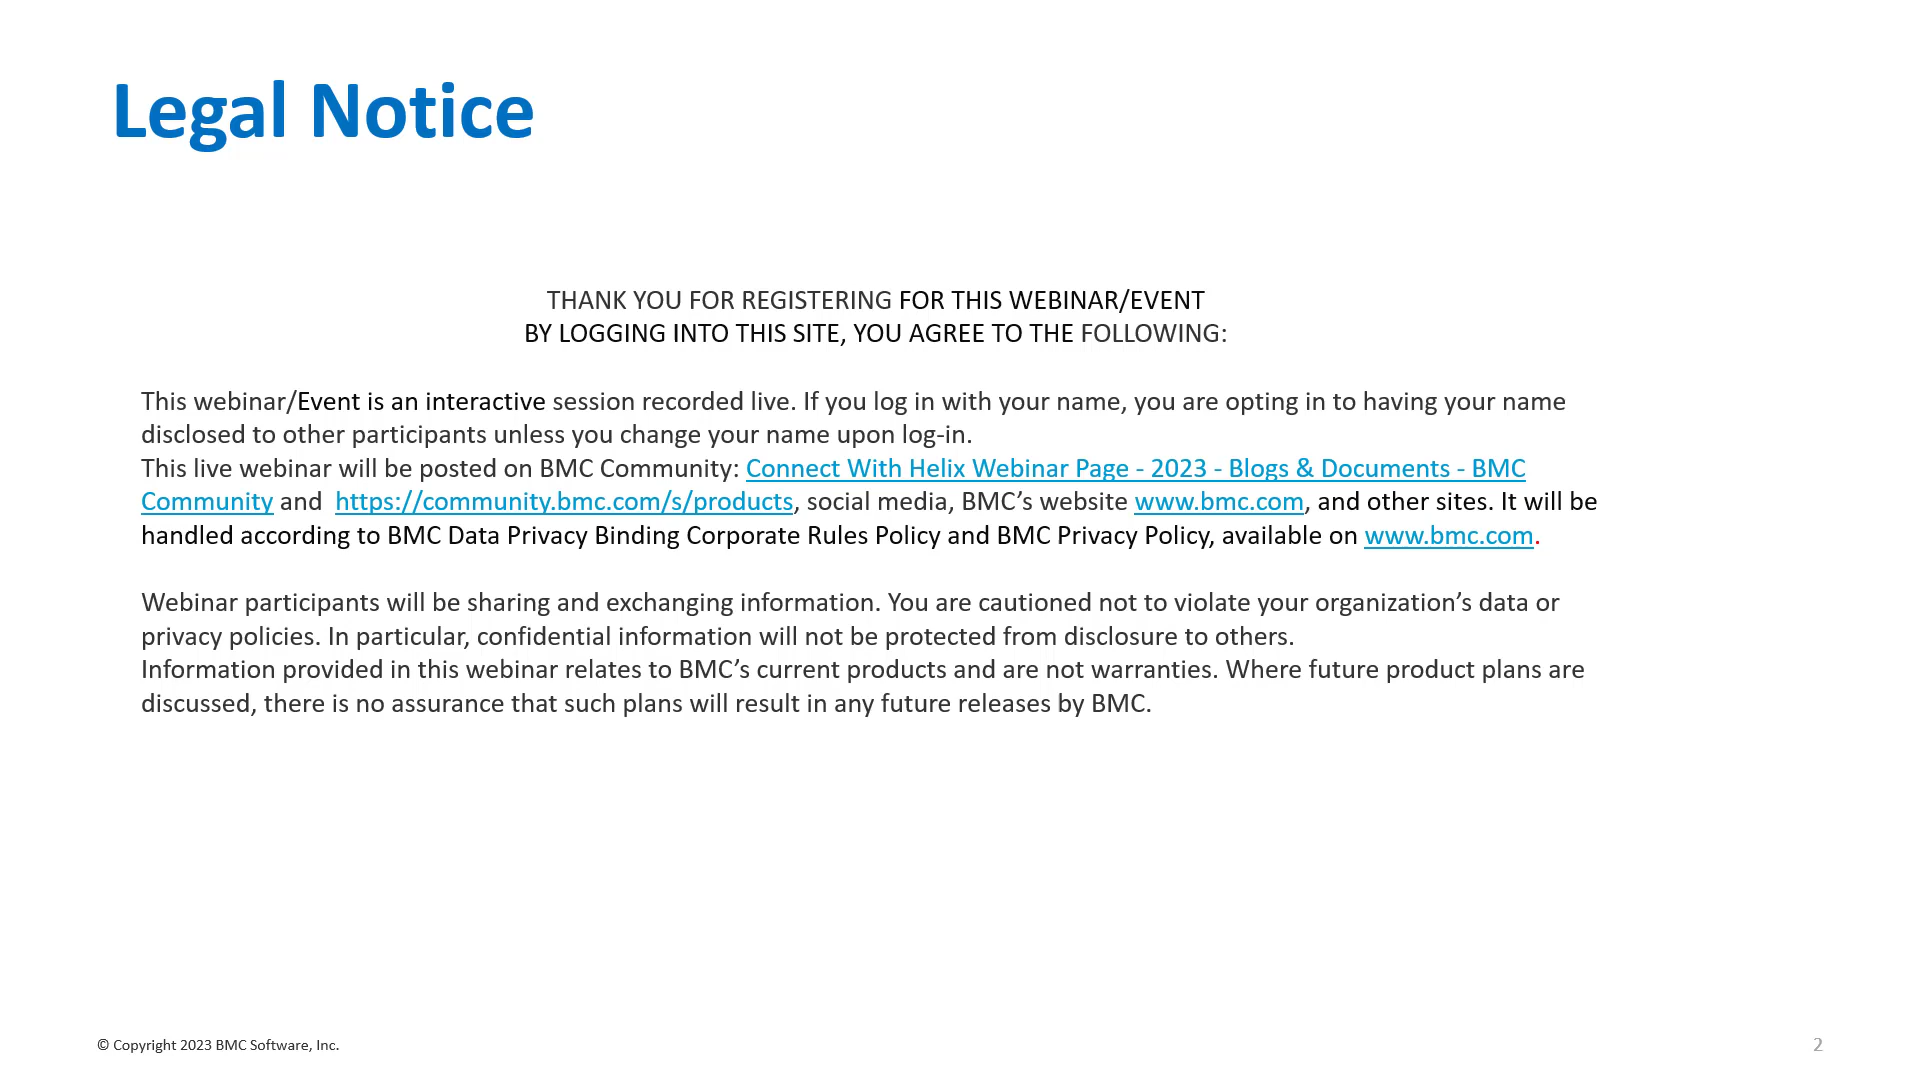 Legal Notice
THANK YOU FOR REGISTERING FOR THIS WEBINAR/EVENT
BY LOGGING INTO THIS SITE, YOU AGREE TO THE FOLLOWING:
This webinar/Event is an interactive session recorded live. If you log in with your name, you are opting in to having your name
disclosed to other participants unless you change your name upon log-in.
This live webinar will be posted on BMC Community: Connect With Helix Webinar Page - 2023 - Blogs & Documents - BMC
Community and  https://community.bmc.com/s/products, social media, BMC’s website www.bmc.com, and other sites. It will be
handled according to BMC Data Privacy Binding Corporate Rules Policy and BMC Privacy Policy, available on www.bmc.com.
Webinar participants will be sharing and exchanging information. You are cautioned not to violate your organization’s data or
privacy policies. In particular, confidential information will not be protected from disclosure to others.
Information provided in this webinar relates to BMC’s current products and are not warranties. Where future product plans are
discussed, there is no assurance that such plans will result in any future releases by BMC.
© Copyright 2023 BMC Software, Inc.
2